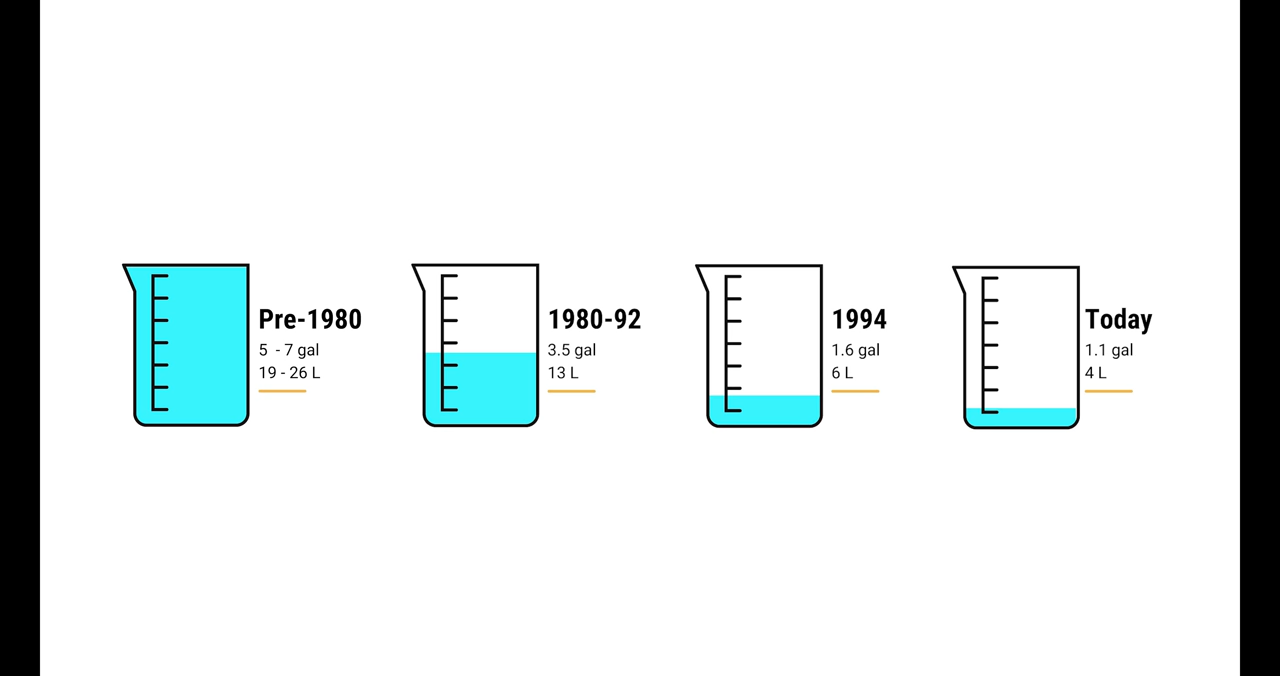 Pre-1980
5 - 7 gal
19 - 26 L
1980-92
3.5 gal
13 L
1994
1.6 gal
6 L
Today
1.1 gal
4 L